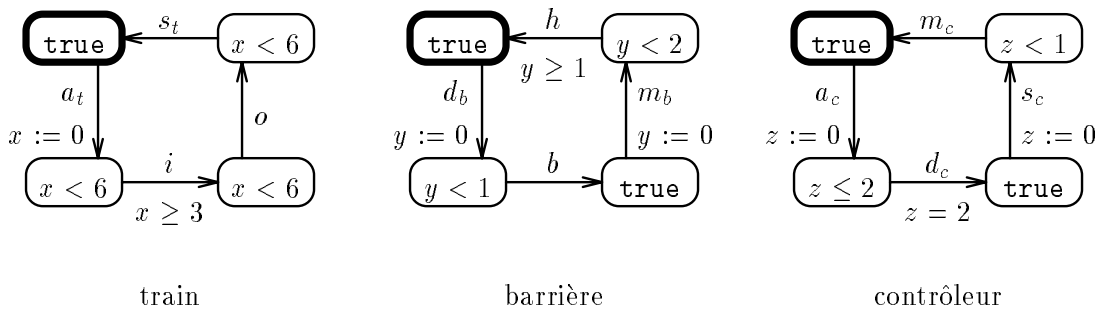 true s_t x < 6
a_t o
x := 0 i
x < 6 x < 6
x ≥ 3
train
true h y < 2
y ≥ 1
d_b m_b
y := 0 b y := 0
y < 1 true
barrière
true m_c z < 1
a_c s_c
z := 0 d_c z := 0
z ≤ 2 true
z = 2
contrôleur